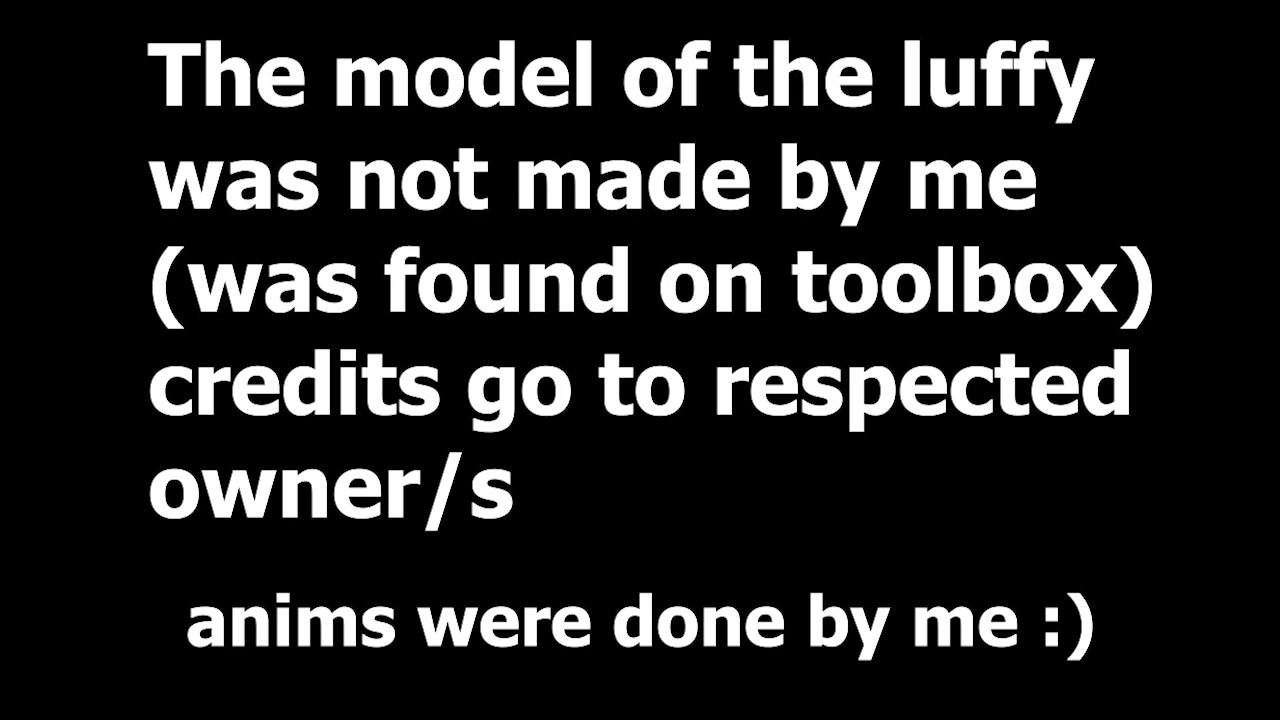 The model of the luffy
was not made by me
(was found on toolbox)
credits go to respected
owner/s
anims were done by me :)